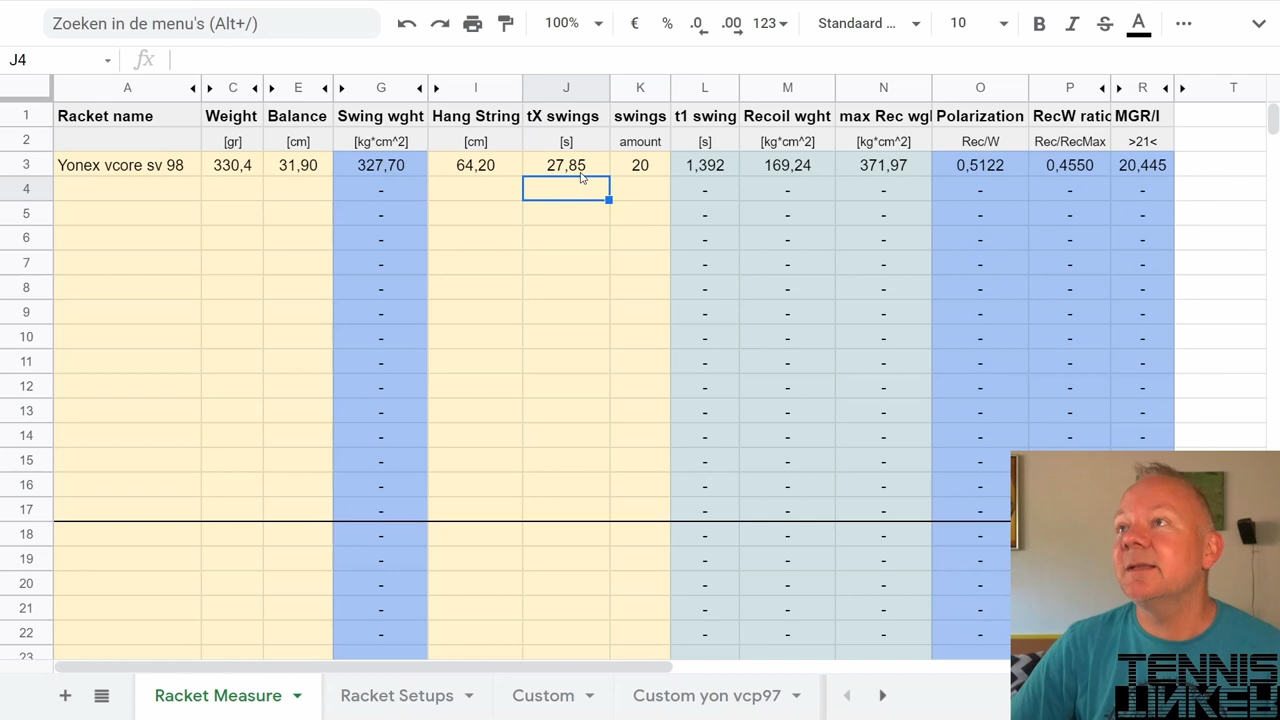 Zoeken in de menu's (Alt+/) 100% € % .0 .00 123 Standaard ... 10 B I S A
J4 fx
A C E G I J K L M N O P R T
1 Racket name Weight Balance Swing wght Hang String tX swings swings t1 swing Recoil wght max Rec wgl Polarization RecW ratio MGR/I
2 [gr] [cm] [kg*cm^2] [cm] [s] amount [s] [kg*cm^2] [kg*cm^2] Rec/W Rec/RecMax >21<
3 Yonex vcore sv 98 330,4 31,90 327,70 64,20 27,85 20 1,392 169,24 371,97 0,5122 0,4550 20,445
4 - - - - - - -
5 - - - - - - -
6 - - - - - - -
7 - - - - - - -
8 - - - - - - -
9 - - - - - - -
10 - - - - - - -
11 - - - - - - -
12 - - - - - - -
13 - - - - - - -
14 - - - - - - -
15 - - - -
16 - - - -
17 - - - -
18 - - - -
19 - - - -
20 - - - -
21 - - - -
22 - - - -
23
Racket Measure Racket Setups Custom Custom yon vcp97
TENNIS